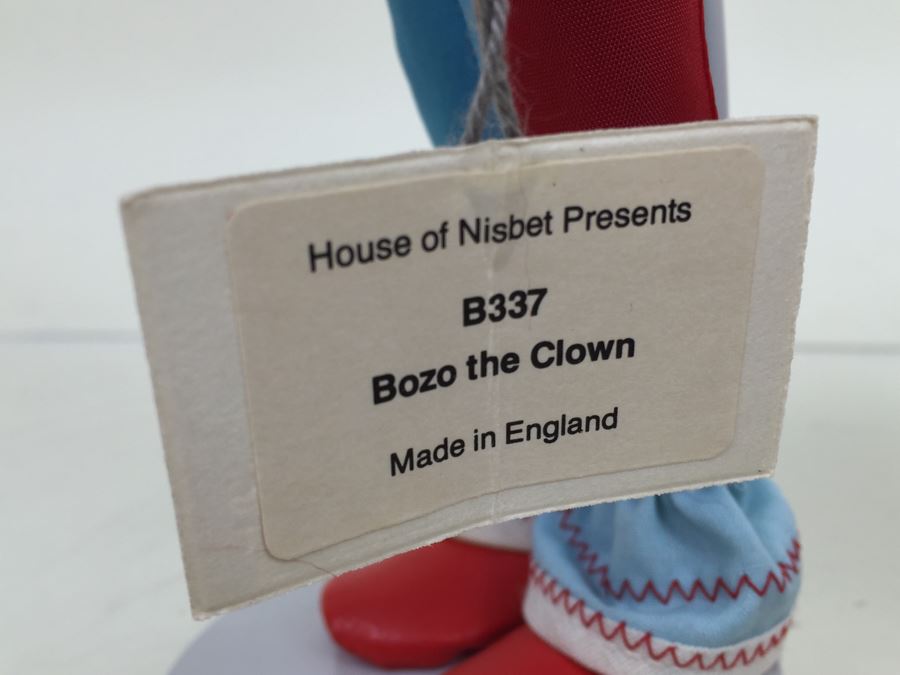 House of Nisbet Presents
B337
Bozo the Clown
Made in England